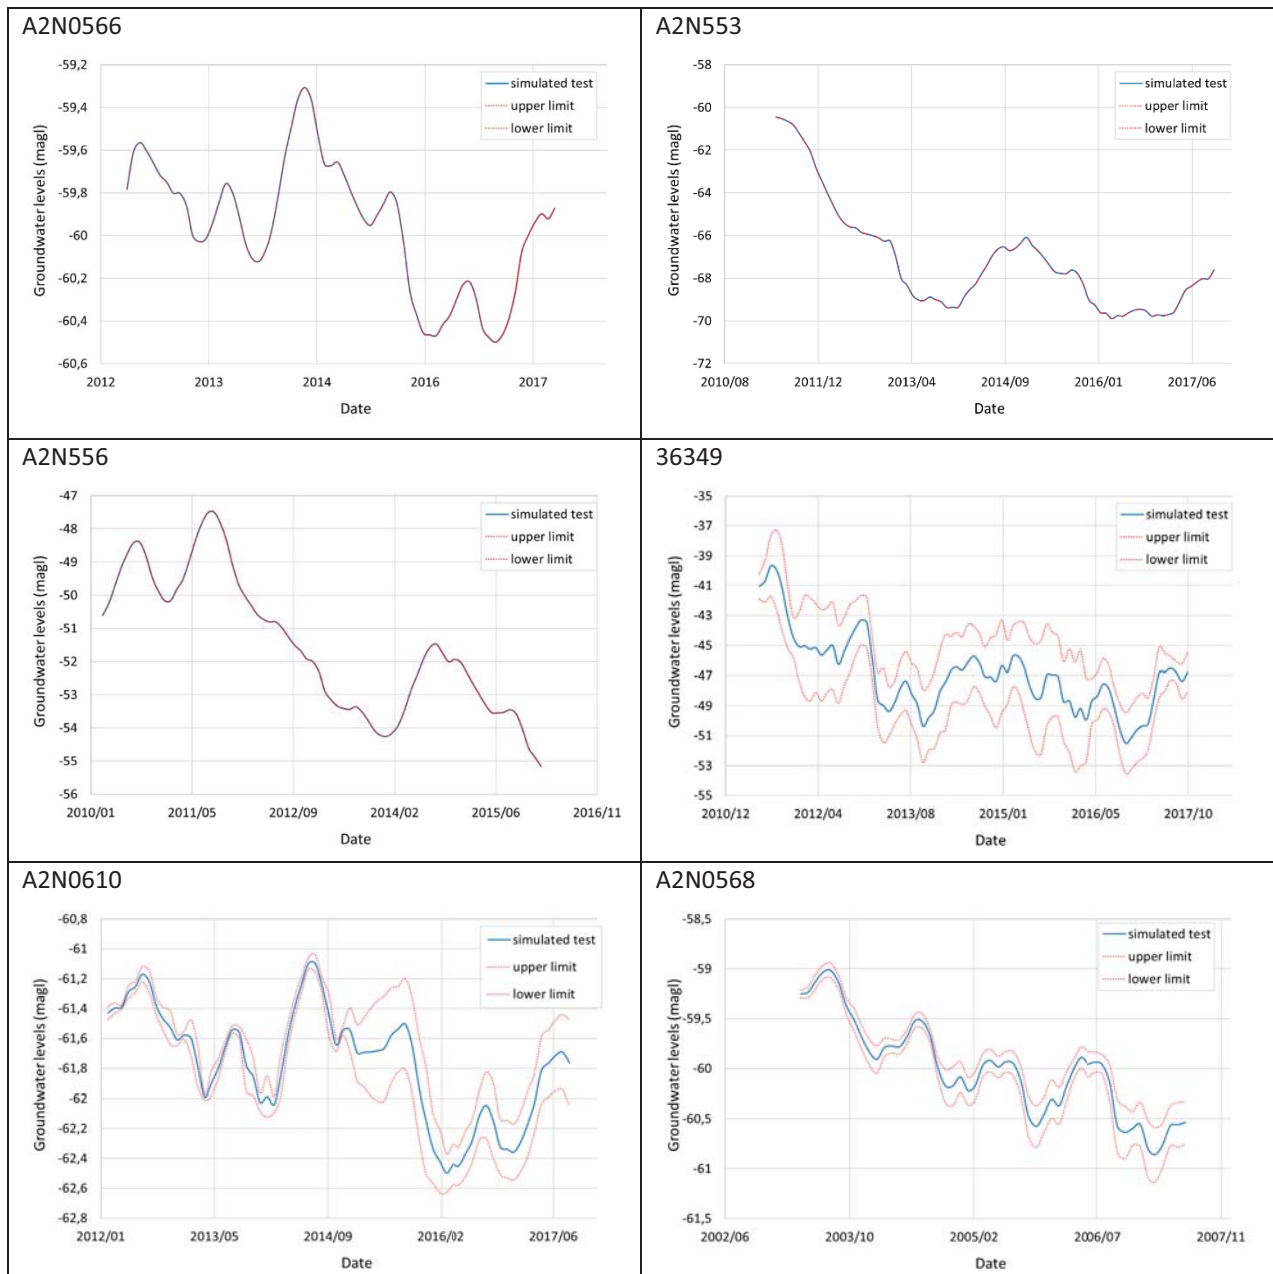 A2N0566
-59,2
-59,4
-59,6
-59,8
-60
-60,2
-60,4
-60,6
2012 2013 2014 2016 2017
Groundwater levels (magl)
Date
simulated test
upper limit
lower limit
A2N553
-58
-60
-62
-64
-66
-68
-70
-72
2010/08 2011/12 2013/04 2014/09 2016/01 2017/06
Groundwater levels (magl)
Date
simulated test
upper limit
lower limit
A2N556
-47
-48
-49
-50
-51
-52
-53
-54
-55
-56
2010/01 2011/05 2012/09 2014/02 2015/06 2016/11
Groundwater levels (magl)
Date
simulated test
upper limit
lower limit
36349
-35
-37
-39
-41
-43
-45
-47
-49
-51
-53
-55
2010/12 2012/04 2013/08 2015/01 2016/05 2017/10
Groundwater levels (magl)
Date
simulated test
upper limit
lower limit
A2N0610
-60,8
-61
-61,2
-61,4
-61,6
-61,8
-62
-62,2
-62,4
-62,6
-62,8
2012/01 2013/05 2014/09 2016/02 2017/06
Groundwater levels (magl)
Date
simulated test
upper limit
lower limit
A2N0568
-58,5
-59
-59,5
-60
-60,5
-61
-61,5
2002/06 2003/10 2005/02 2006/07 2007/11
Groundwater levels (magl)
Date
simulated test
upper limit
lower limit